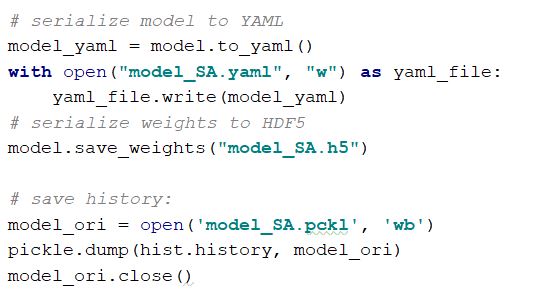 # serialize model to YAML
model_yaml = model.to_yaml()
with open("model_SA.yaml", "w") as yaml_file:
    yaml_file.write(model_yaml)
# serialize weights to HDF5
model.save_weights("model_SA.h5")

# save history:
model_ori = open('model_SA.pckl', 'wb')
pickle.dump(hist.history, model_ori)
model_ori.close()